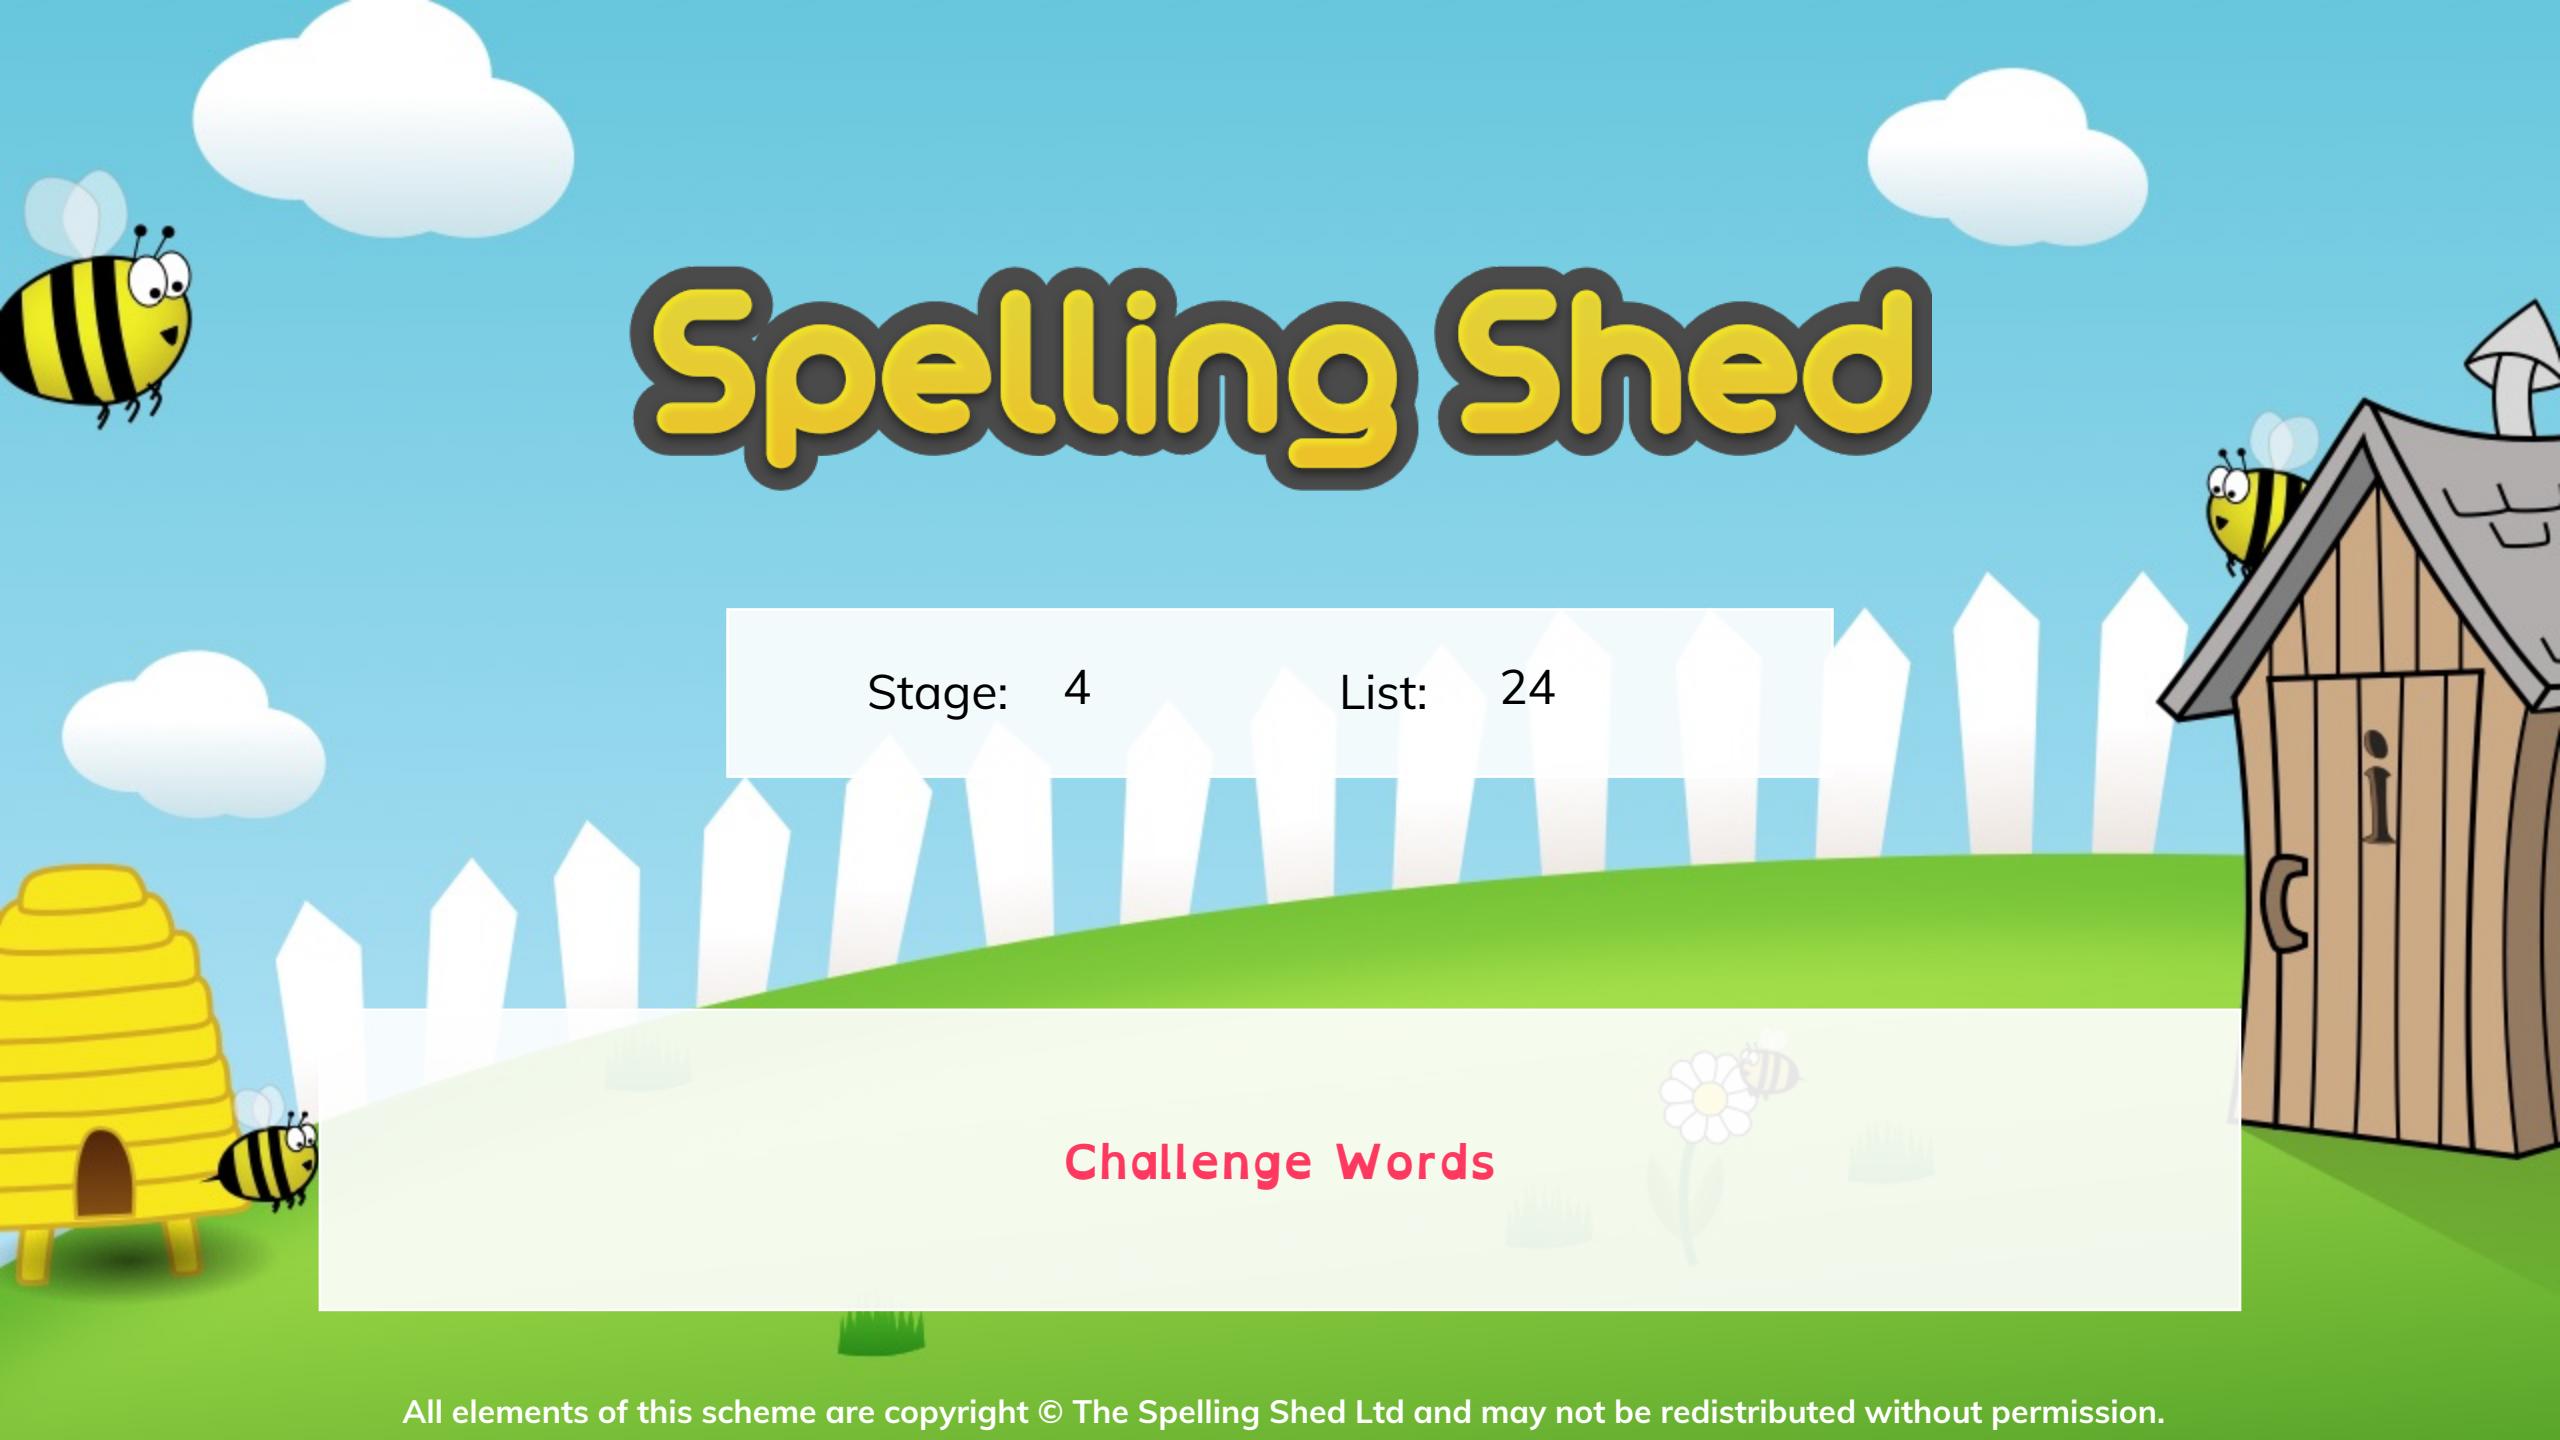 Spelling Shed
Stage: 4 List: 24
Challenge Words
All elements of this scheme are copyright © The Spelling Shed Ltd and may not be redistributed without permission.